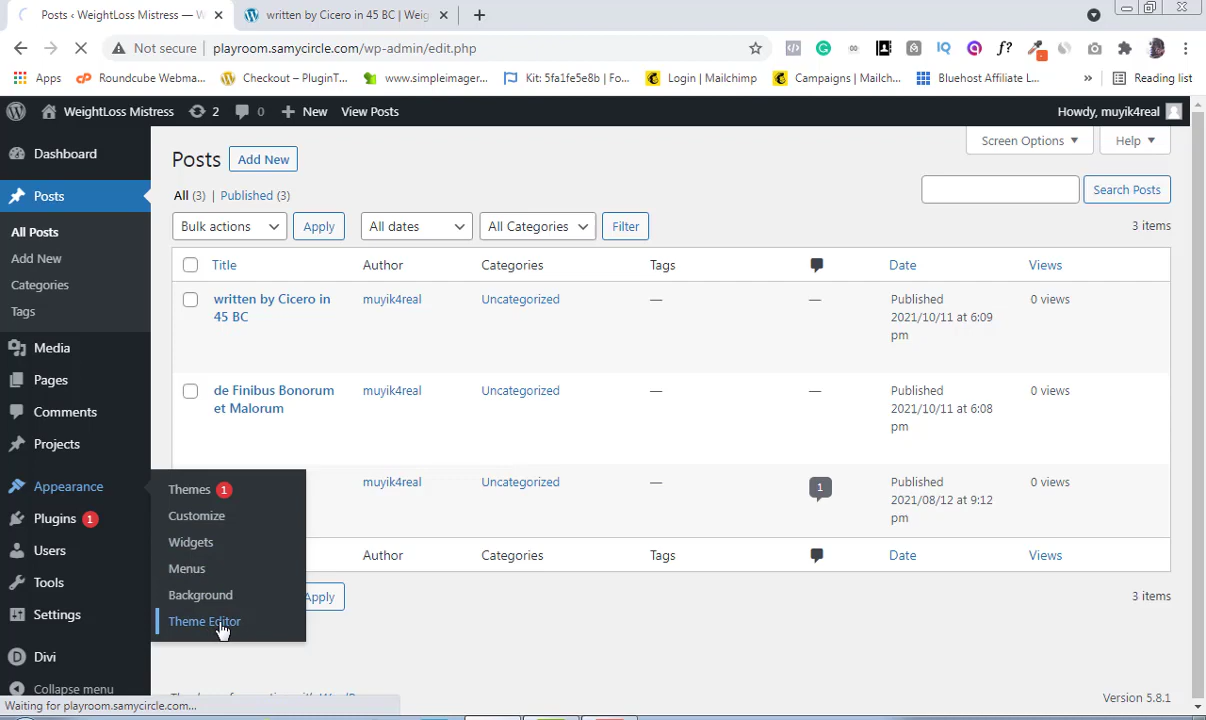 Posts ‹ WeightLoss Mistress — W
written by Cicero in 45 BC | Weig
Not secure
playroom.samycircle.com/wp-admin/edit.php
Apps
Roundcube Webma...
Checkout – PluginT...
www.simpleimager...
Kit: 5fa1fe5e8b | Fo...
Login | Mailchimp
Campaigns | Mailch...
Bluehost Affiliate L...
»
Reading list
WeightLoss Mistress
2
0
New
View Posts
Howdy, muyik4real
Dashboard
Posts
All Posts
Add New
Categories
Tags
Media
Pages
Comments
Projects
Appearance
Plugins 1
Users
Tools
Settings
Divi
Collapse menu
Themes 1
Customize
Widgets
Menus
Background
Theme Editor
Posts
Add New
Screen Options
Help
All (3) | Published (3)
Search Posts
Bulk actions
Apply
All dates
All Categories
Filter
3 items
Title
Author
Categories
Tags
Date
Views
written by Cicero in
45 BC
muyik4real
Uncategorized
—
—
Published
2021/10/11 at 6:09
pm
0 views
de Finibus Bonorum
et Malorum
muyik4real
Uncategorized
—
—
Published
2021/10/11 at 6:08
pm
0 views
muyik4real
Uncategorized
—
1
Published
2021/08/12 at 9:12
pm
0 views
Author
Categories
Tags
Date
Views
Apply
3 items
Version 5.8.1
Waiting for playroom.samycircle.com...